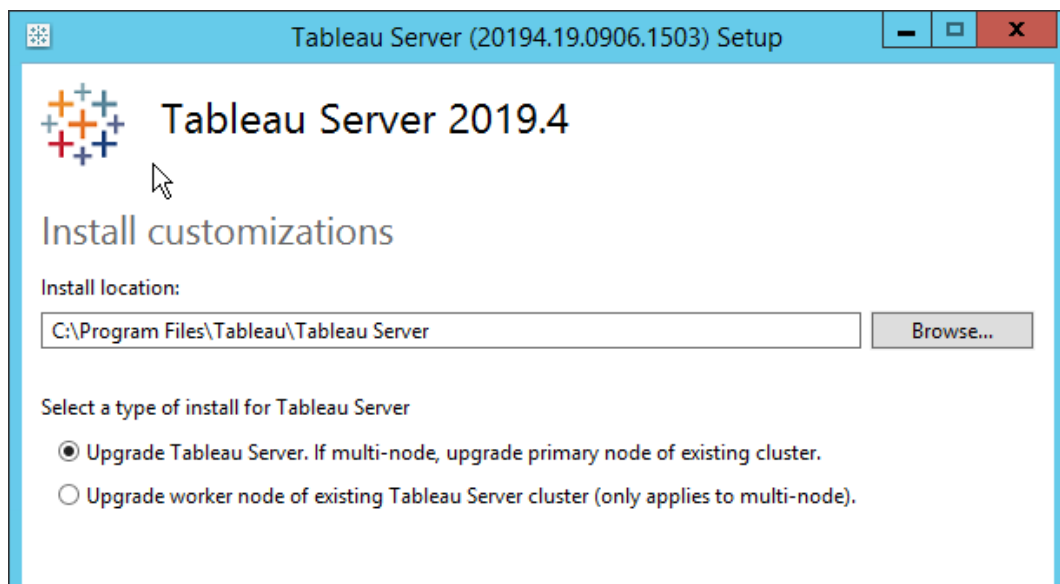 Tableau Server (20194.19.0906.1503) Setup
Tableau Server 2019.4
Install customizations
Install location:
C:\Program Files\Tableau\Tableau Server
Browse...
Select a type of install for Tableau Server
Upgrade Tableau Server. If multi-node, upgrade primary node of existing cluster.
Upgrade worker node of existing Tableau Server cluster (only applies to multi-node).